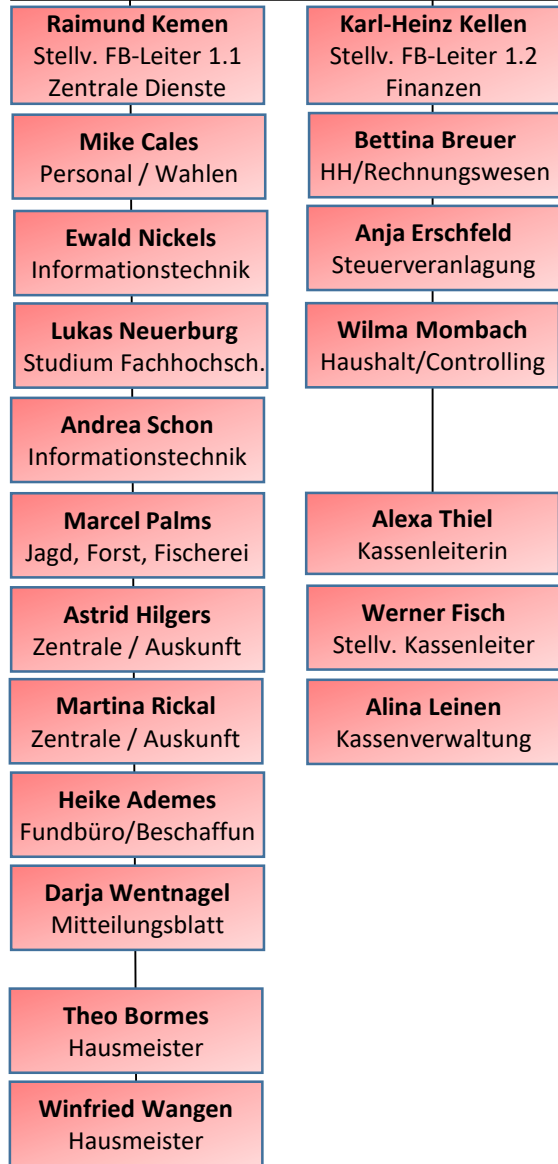 Raimund Kemen
Stellv. FB-Leiter 1.1
Zentrale Dienste
Mike Cales
Personal / Wahlen
Ewald Nickels
Informationstechnik
Lukas Neuerburg
Studium Fachhochsch.
Andrea Schon
Informationstechnik
Marcel Palms
Jagd, Forst, Fischerei
Astrid Hilgers
Zentrale / Auskunft
Martina Rickal
Zentrale / Auskunft
Heike Ademes
Fundbüro/Beschaffun
Darja Wentnagel
Mitteilungsblatt
Theo Bormes
Hausmeister
Winfried Wangen
Hausmeister
Karl-Heinz Kellen
Stellv. FB-Leiter 1.2
Finanzen
Bettina Breuer
HH/Rechnungswesen
Anja Erschfeld
Steuerveranlagung
Wilma Mombach
Haushalt/Controlling
Alexa Thiel
Kassenleiterin
Werner Fisch
Stellv. Kassenleiter
Alina Leinen
Kassenverwaltung